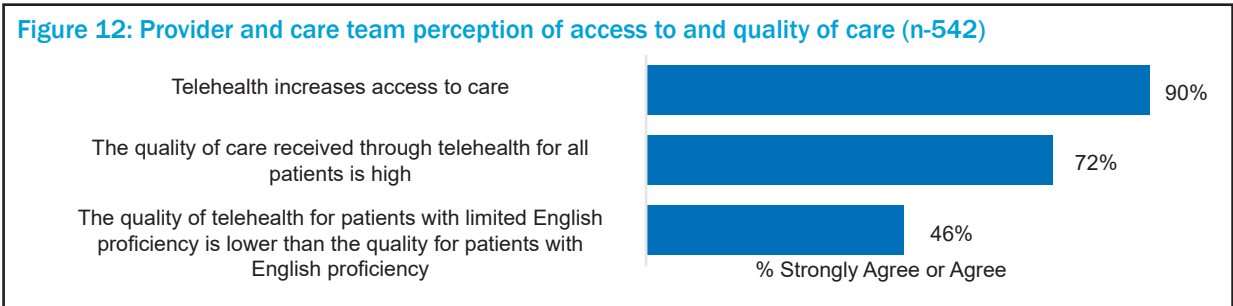 Figure 12: Provider and care team perception of access to and quality of care (n-542)
Telehealth increases access to care
90%
The quality of care received through telehealth for all
patients is high
72%
The quality of telehealth for patients with limited English
proficiency is lower than the quality for patients with
English proficiency
46%
% Strongly Agree or Agree